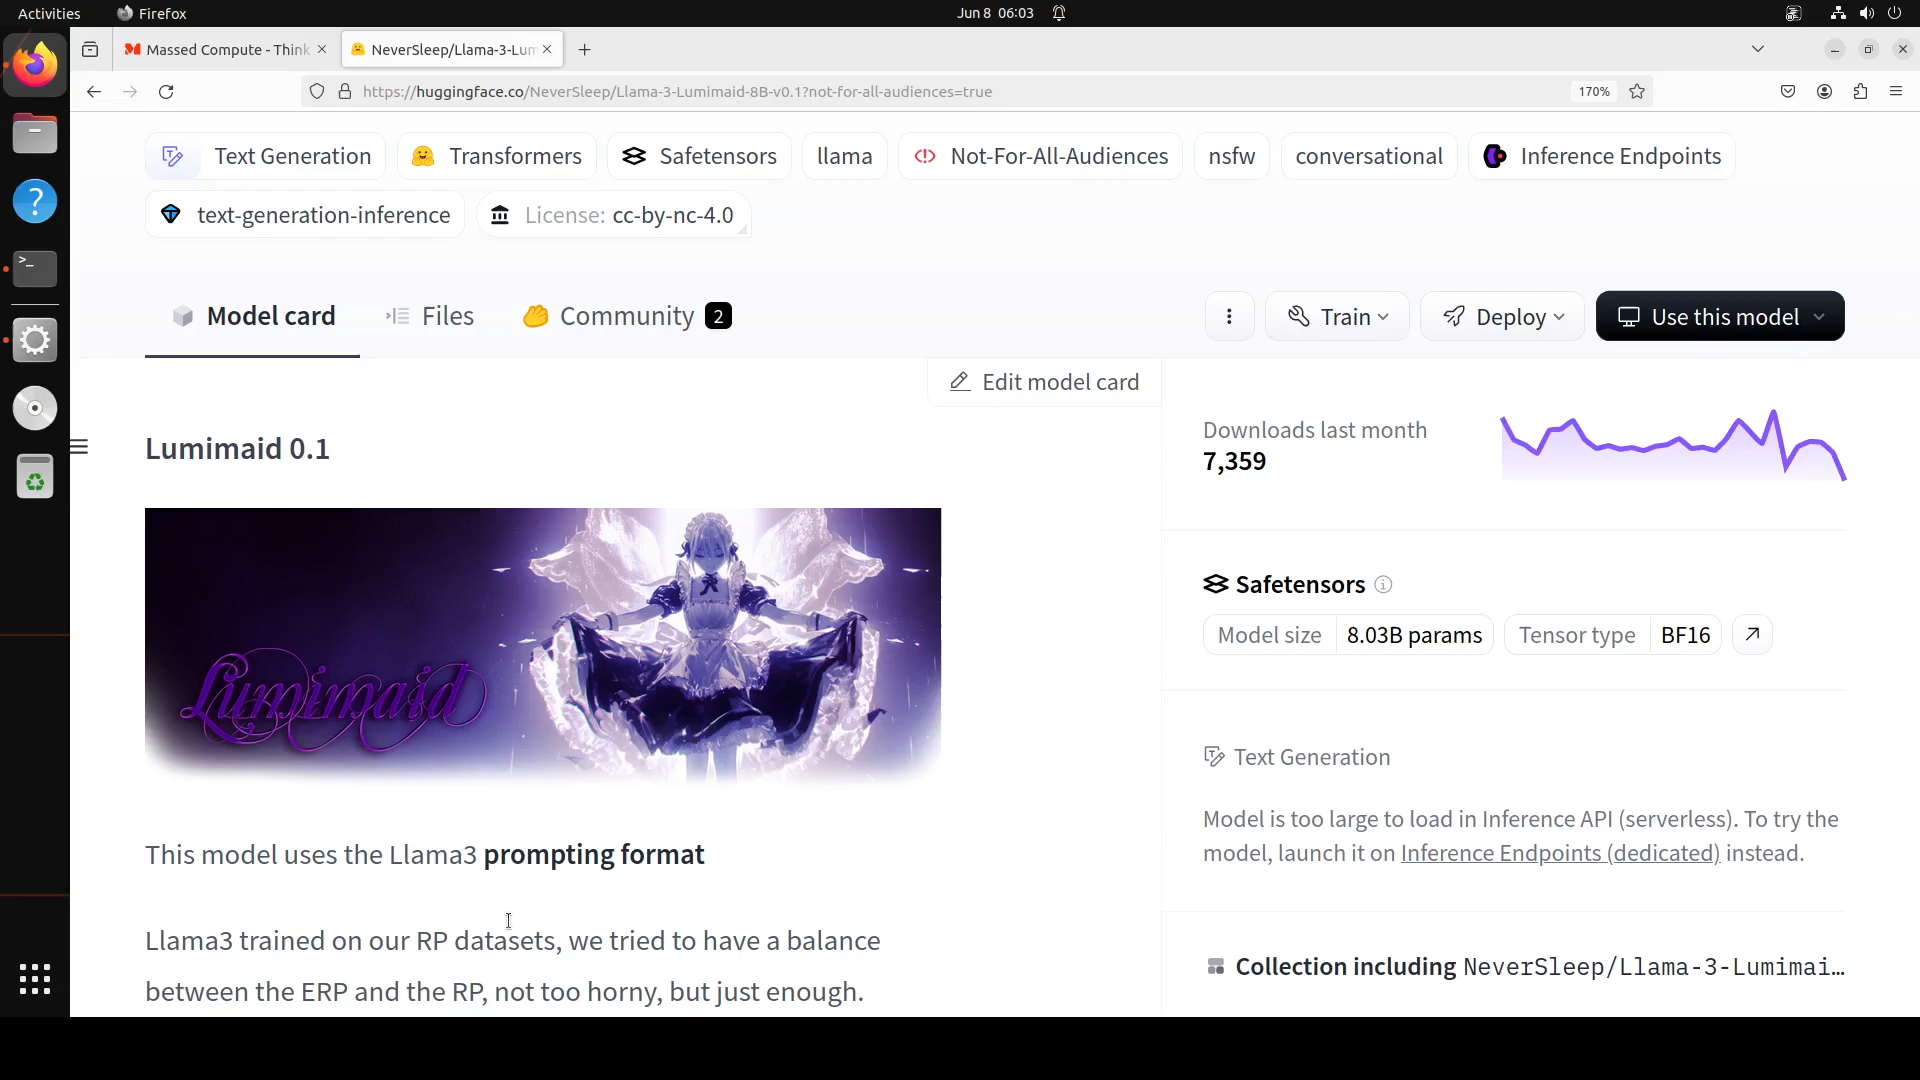 Activities
Firefox
Jun 8 06:03
Massed Compute - Think
NeverSleep/Llama-3-Lum
https://huggingface.co/NeverSleep/Llama-3-Lumimaid-8B-v0.1?not-for-all-audiences=true
170%
Text Generation
Transformers
Safetensors
llama
Not-For-All-Audiences
nsfw
conversational
Inference Endpoints
text-generation-inference
License: cc-by-nc-4.0
Model card
Files
Community 2
Train
Deploy
Use this model
Edit model card
Lumimaid 0.1
Lumimaid
This model uses the Llama3 prompting format
Llama3 trained on our RP datasets, we tried to have a balance
between the ERP and the RP, not too horny, but just enough.
Downloads last month
7,359
Safetensors
Model size 8.03B params
Tensor type BF16
Text Generation
Model is too large to load in Inference API (serverless). To try the
model, launch it on Inference Endpoints (dedicated) instead.
Collection including NeverSleep/Llama-3-Lumimai…